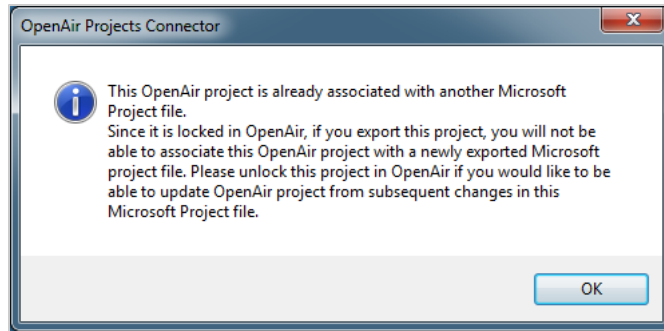 OpenAir Projects Connector
This OpenAir project is already associated with another Microsoft
Project file.
Since it is locked in OpenAir, if you export this project, you will not be
able to associate this OpenAir project with a newly exported Microsoft
project file. Please unlock this project in OpenAir if you would like to be
able to update OpenAir project from subsequent changes in this
Microsoft Project file.
OK